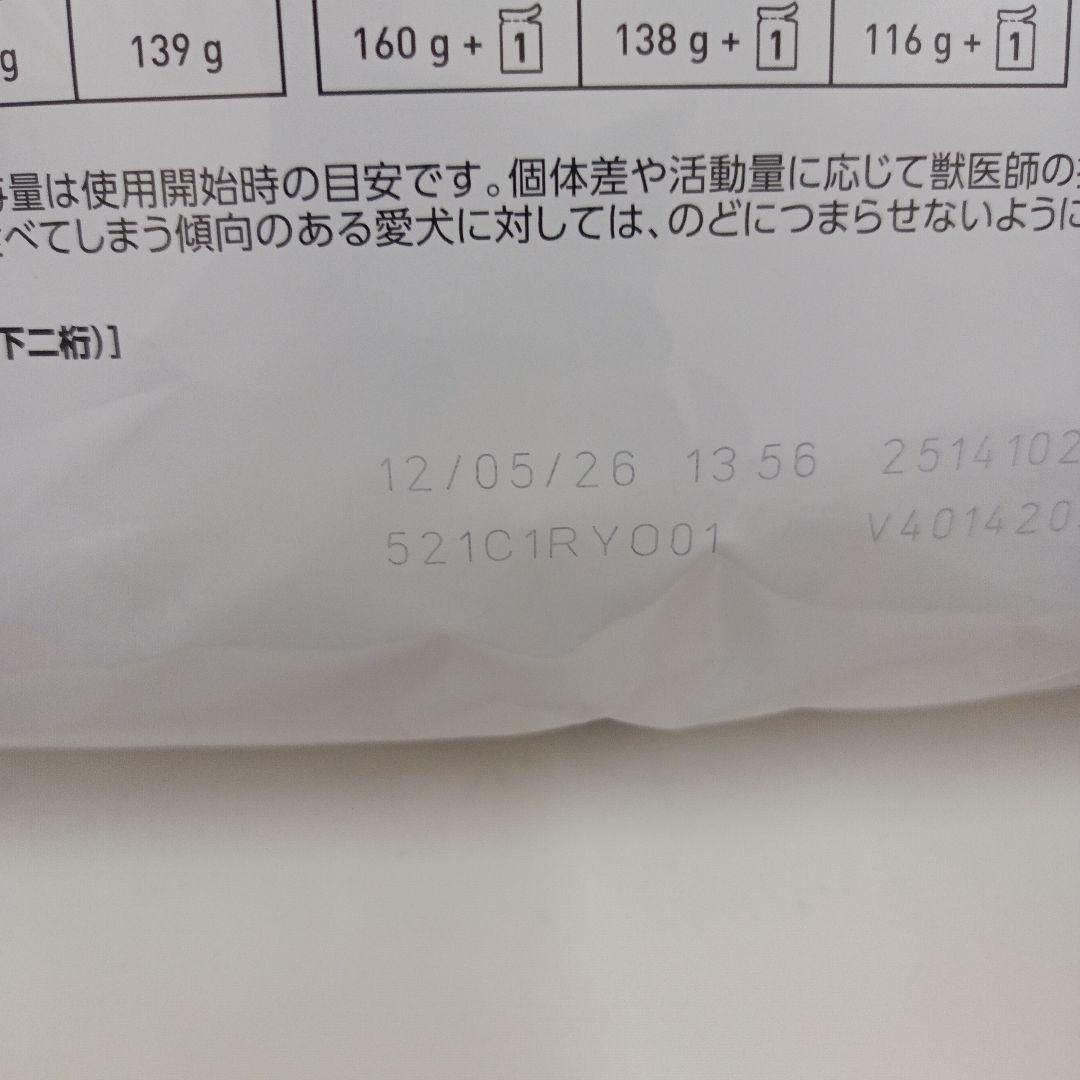 g 139 g 160 g + 1 138 g + 1 116 g + 1
量は使用開始時の目安です。個体差や活動量に応じて獣医師の
べてしまう傾向のある愛犬に対しては、のどにつまらせないように
下二桁)]
12/05/26 13 56 2514102
521C1RY001 V401420